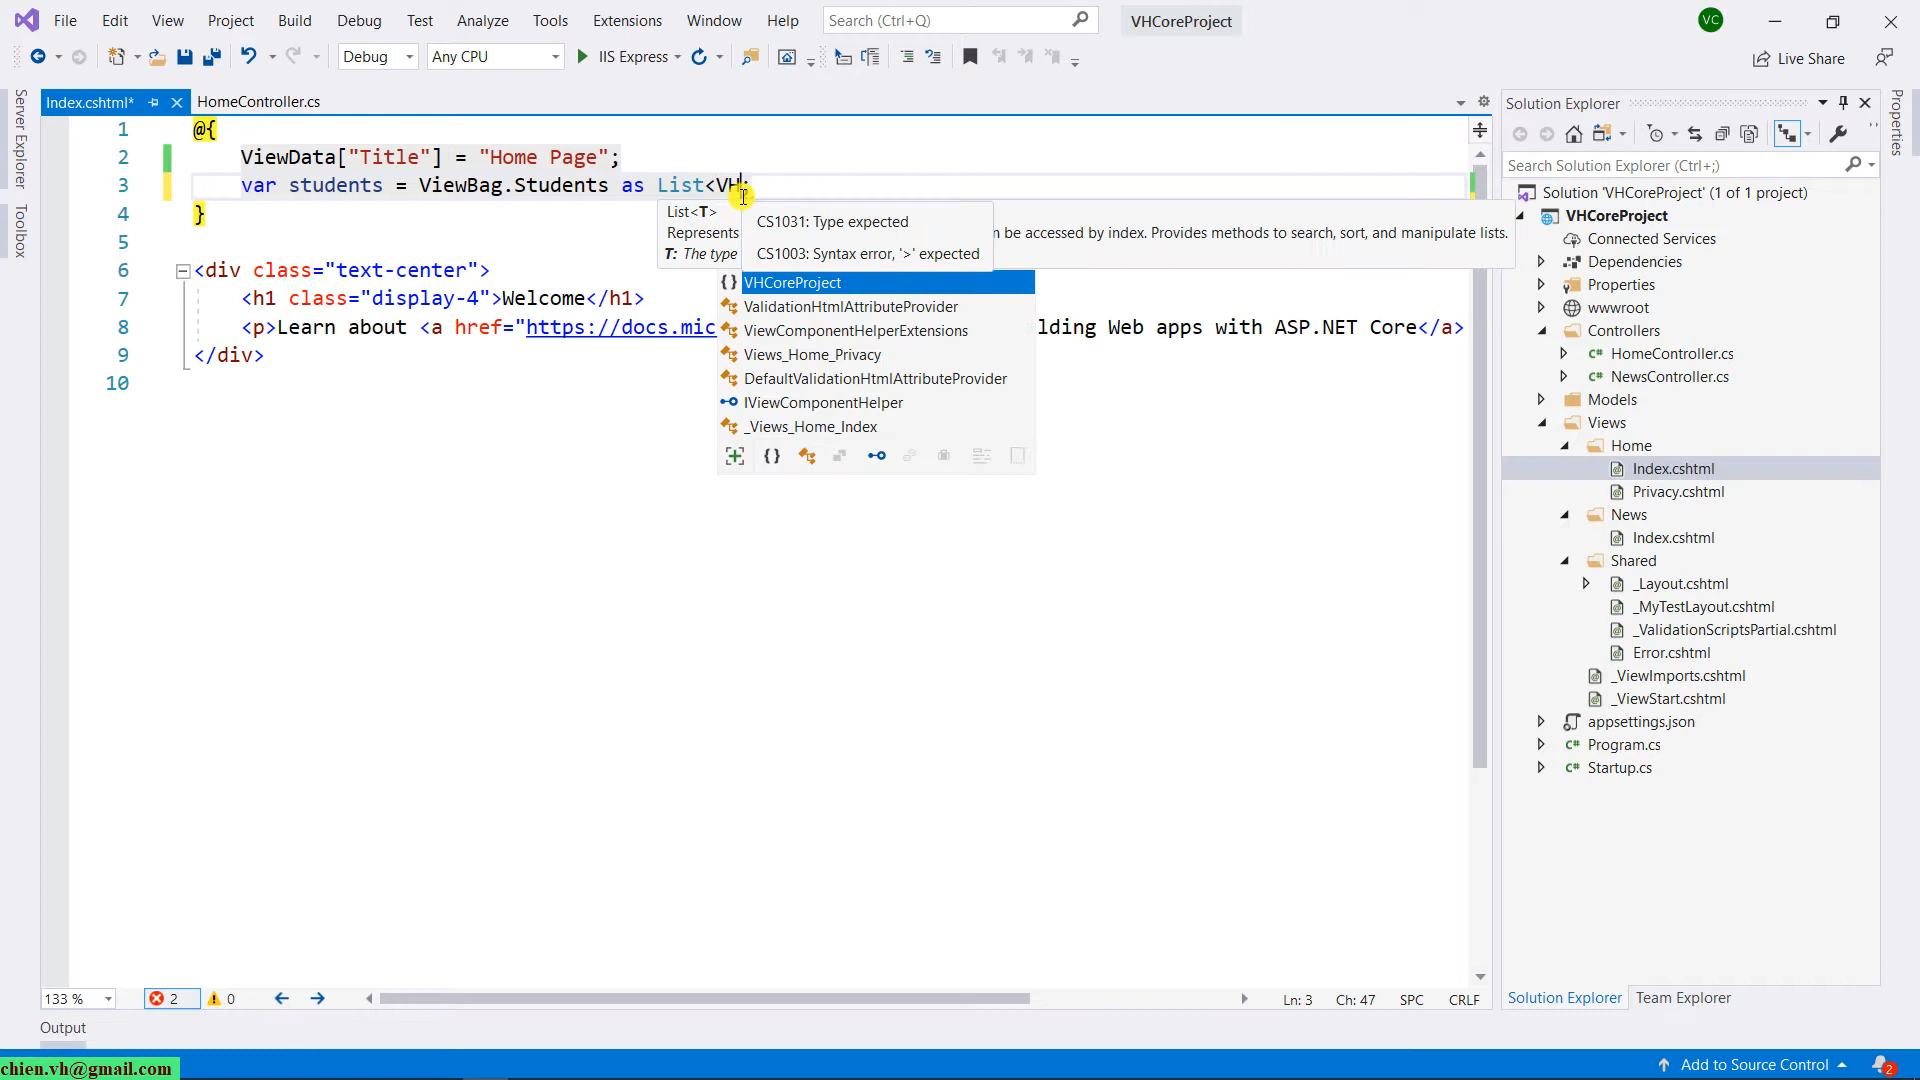 File Edit View Project Build Debug Test Analyze Tools Extensions Window Help Search (Ctrl+Q) VHCoreProject VC
Debug Any CPU IIS Express Live Share
Server Explorer
Toolbox
Index.cshtml* HomeController.cs
1 @{
2 ViewData["Title"] = "Home Page";
3 var students = ViewBag.Students as List<VH;
4 }
5
6 <div class="text-center">
7 <h1 class="display-4">Welcome</h1>
8 <p>Learn about <a href="https://docs.mic lding Web apps with ASP.NET Core</a>
9 </div>
10
List<T>
Represents n be accessed by index. Provides methods to search, sort, and manipulate lists.
T: The type
CS1031: Type expected
CS1003: Syntax error, '>' expected
{} VHCoreProject
ValidationHtmlAttributeProvider
ViewComponentHelperExtensions
Views_Home_Privacy
DefaultValidationHtmlAttributeProvider
IViewComponentHelper
_Views_Home_Index
{}
133 % 2 0 Ln: 3 Ch: 47 SPC CRLF
Output
Solution Explorer
Search Solution Explorer (Ctrl+;)
Solution 'VHCoreProject' (1 of 1 project)
VHCoreProject
Connected Services
Dependencies
Properties
wwwroot
Controllers
C# HomeController.cs
C# NewsController.cs
Models
Views
Home
Index.cshtml
Privacy.cshtml
News
Index.cshtml
Shared
_Layout.cshtml
_MyTestLayout.cshtml
_ValidationScriptsPartial.cshtml
Error.cshtml
_ViewImports.cshtml
_ViewStart.cshtml
appsettings.json
C# Program.cs
C# Startup.cs
Solution Explorer Team Explorer
Properties
chien.vh@gmail.com
Add to Source Control 2